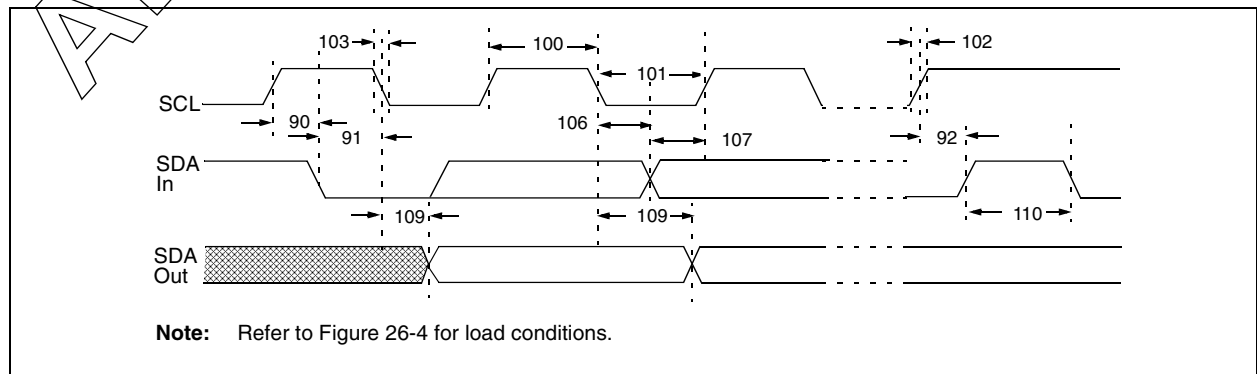 103
100
101
102
SCL
90
91
106
107
92
SDA
In
109
109
110
SDA
Out
Note: Refer to Figure 26-4 for load conditions.